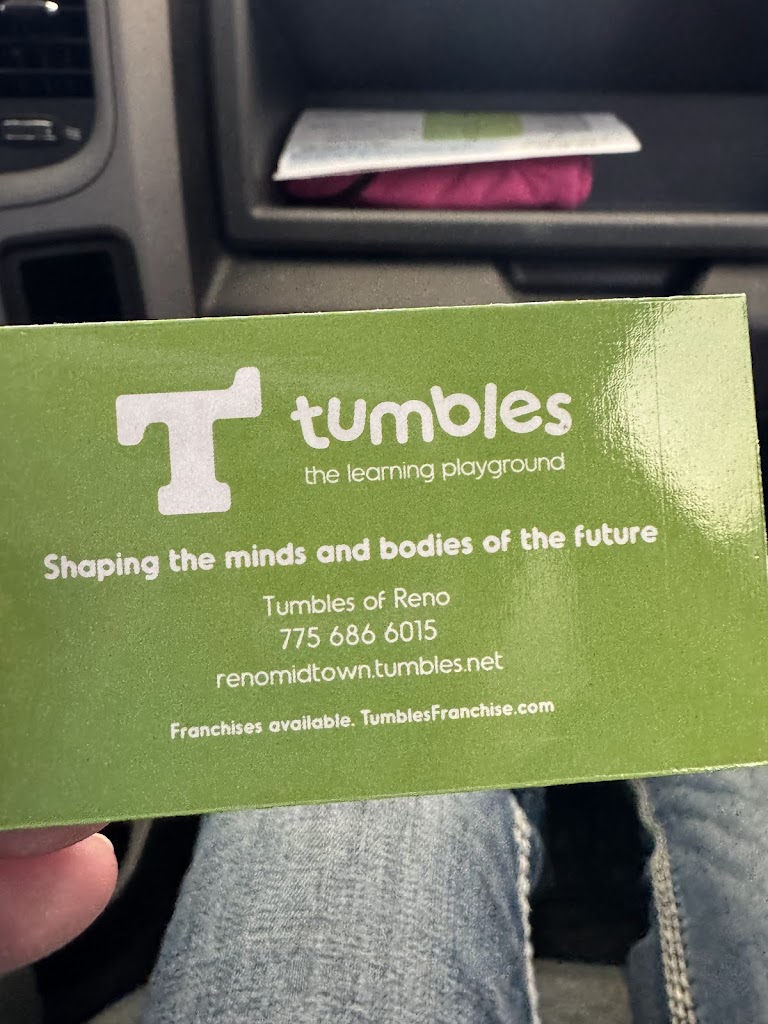 T tumbles
the learning playground
Shaping the minds and bodies of the future
Tumbles of Reno
775 686 6015
renomidtown.tumbles.net
Franchises available. TumblesFranchise.com